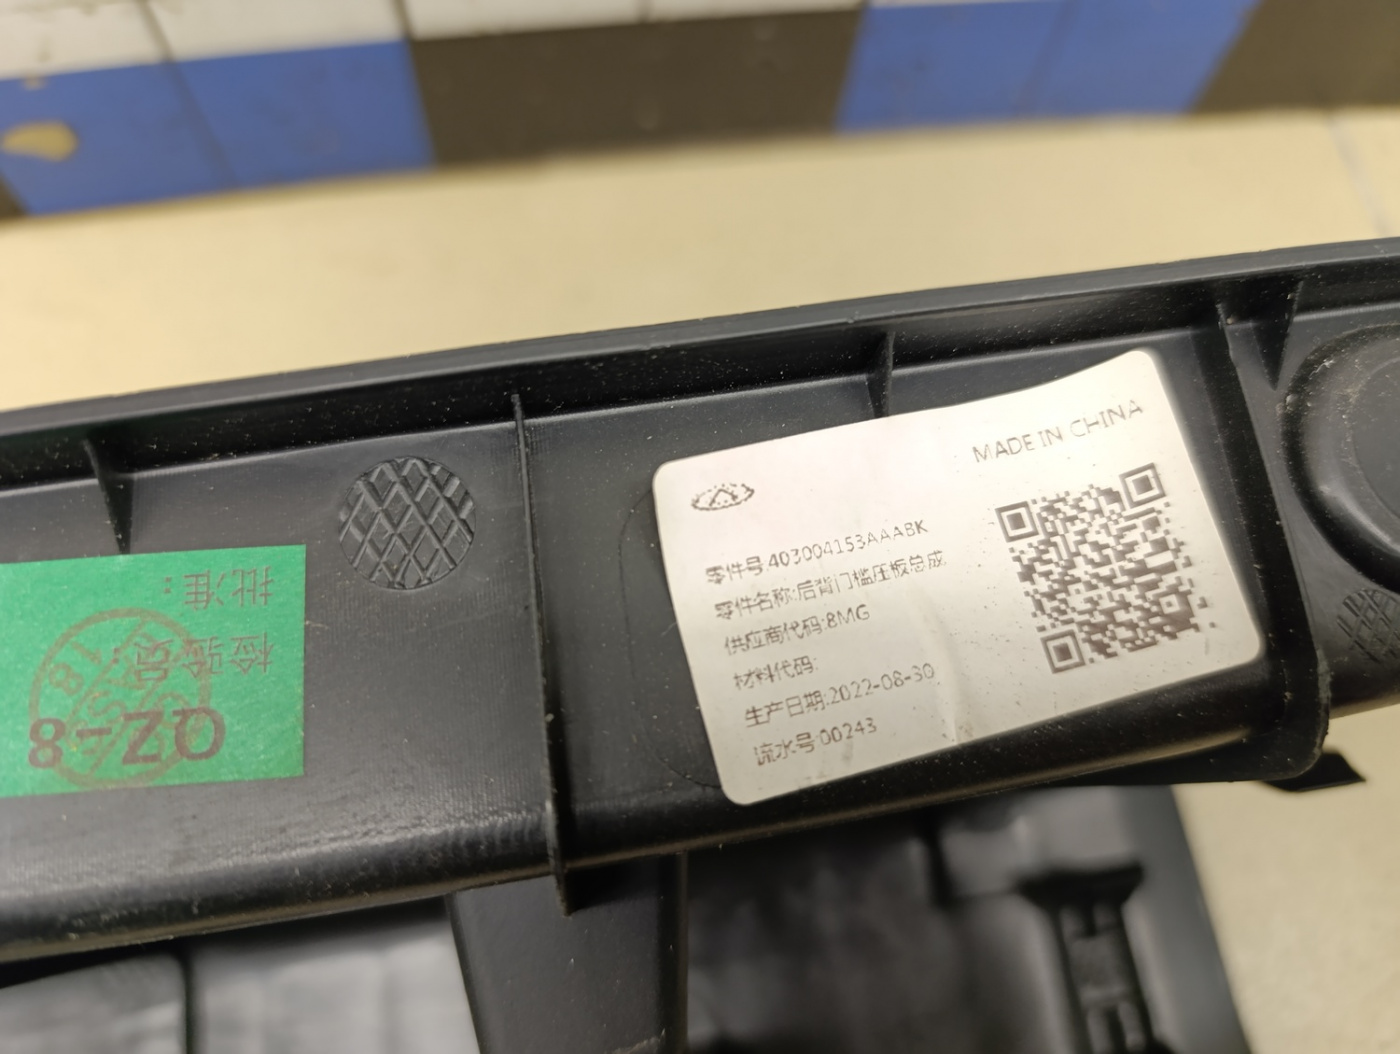 MADE IN CHINA
零件号:403004153AAABK
零件名称:后背门槛压板总成
供应商代码:8MG
材料代码:
生产日期:2022-08-30
流水号:00243
批准:
检验:
QZ-8